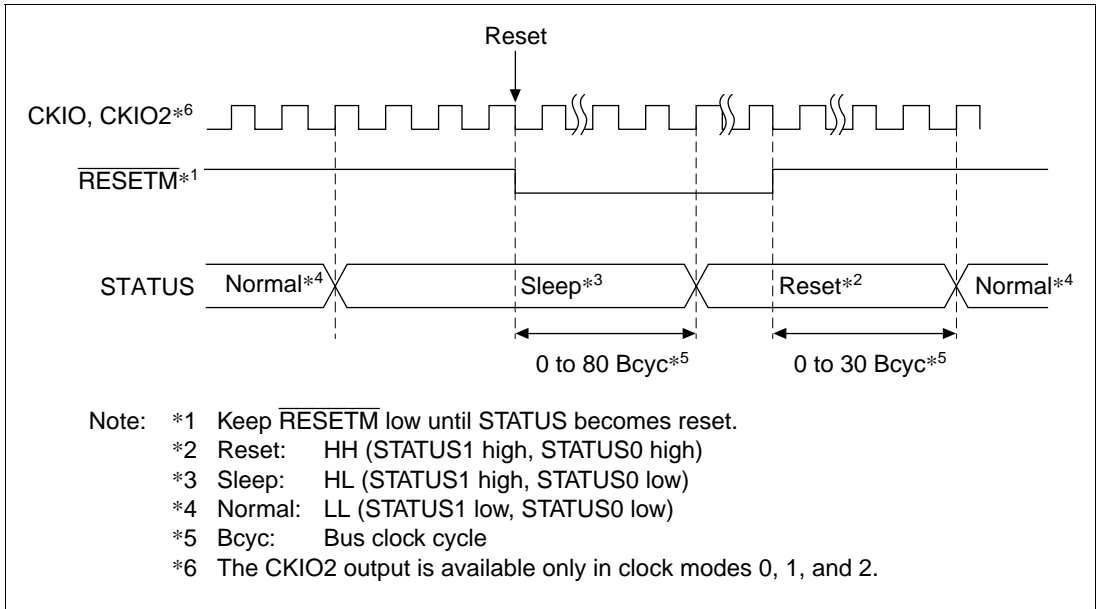 Reset
CKIO, CKIO2*6
RESETM*1
STATUS Normal*4 Sleep*3 Reset*2 Normal*4
0 to 80 Bcyc*5 0 to 30 Bcyc*5
Note: *1 Keep RESETM low until STATUS becomes reset.
*2 Reset: HH (STATUS1 high, STATUS0 high)
*3 Sleep: HL (STATUS1 high, STATUS0 low)
*4 Normal: LL (STATUS1 low, STATUS0 low)
*5 Bcyc: Bus clock cycle
*6 The CKIO2 output is available only in clock modes 0, 1, and 2.